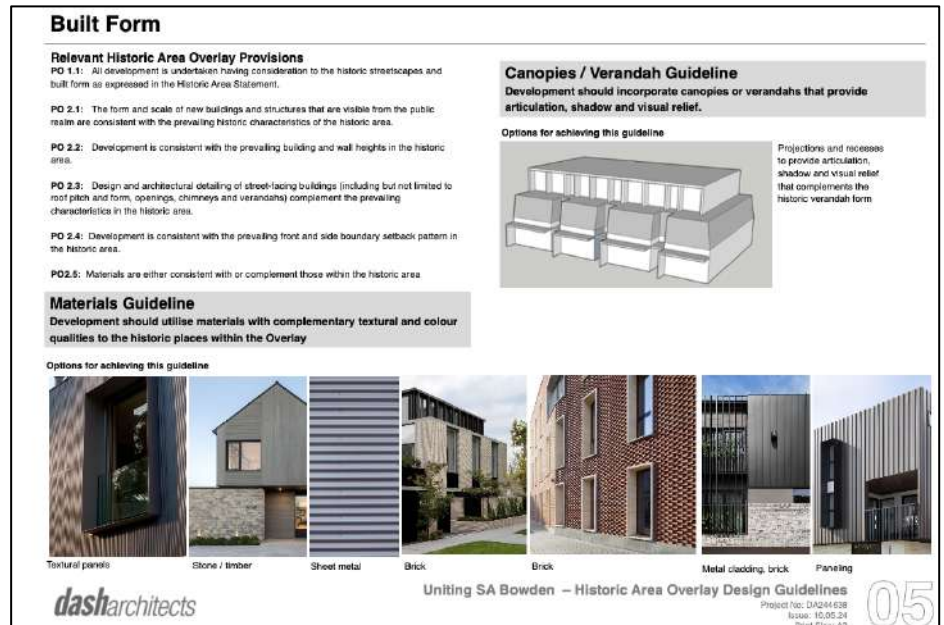 Built Form
Relevant Historic Area Overlay Provisions
PO 1.1: All development is undertaken having consideration to the historic streetscapes and
built form as expressed in the Historic Area Statement.
PO 2.1: The form and scale of new buildings and structures that are visible from the public
realm are consistent with the prevailing historic characteristics of the historic area.
PO 2.2: Development is consistent with the prevailing building and wall heights in the historic
area.
PO 2.3: Design and architectural detailing of street-facing buildings (including but not limited to
roof pitch and form, openings, chimneys and verandahs) complement the prevailing
characteristics in the historic area.
PO 2.4: Development is consistent with the prevailing front and side boundary setback pattern in
the historic area.
PO2.5: Materials are either consistent with or complement those within the historic area
Materials Guideline
Development should utilise materials with complementary textural and colour
qualities to the historic places within the Overlay
Options for achieving this guideline
Canopies / Verandah Guideline
Development should incorporate canopies or verandahs that provide
articulation, shadow and visual relief.
Options for achieving this guideline
Projections and recesses
to provide articulation,
shadow and visual relief
that complements the
historic verandah form
Textural panels
Stone / timber
Sheet metal
Brick
Brick
Metal cladding, brick
Paneling
dasharchitects
Uniting SA Bowden – Historic Area Overlay Design Guidelines
Project No: DA244638
Issue: 10.05.24
05